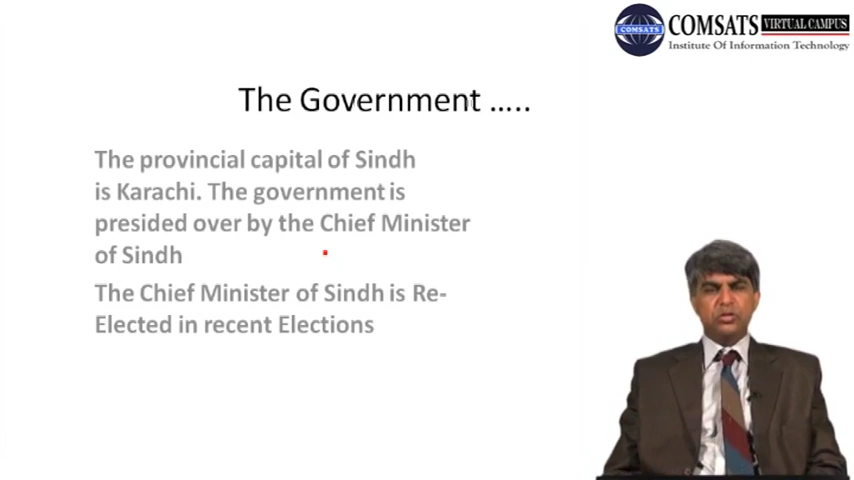 COMSATS
COMSATS VIRTUAL CAMPUS
Institute Of Information Technology
The Government .....
The provincial capital of Sindh
is Karachi. The government is
presided over by the Chief Minister
of Sindh
The Chief Minister of Sindh is Re-
Elected in recent Elections